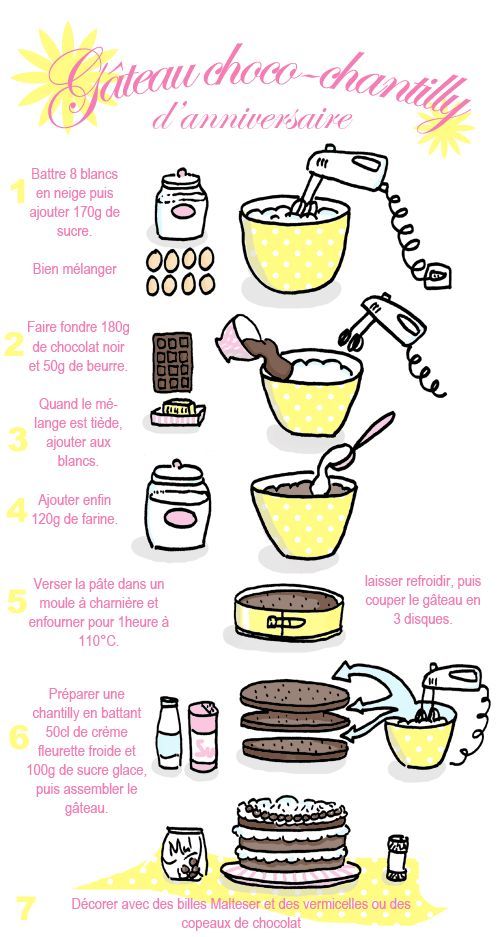 Gâteau choco-chantilly
d'anniversaire
1
Battre 8 blancs
en neige puis
ajouter 170g de
sucre.
Bien mélanger
2
Faire fondre 180g
de chocolat noir
et 50g de beurre.
3
Quand le mé-
lange est tiéde,
ajouter aux
blancs.
4
Ajouter enfin
120g de farine.
5
Verser la pâte dans un
moule à charnière et
enfourner pour 1heure à
110°C.
laisser refroidir, puis
couper le gâteau en
3 disques.
6
Préparer une
chantilly en battant
50cl de crème
fleurette froide et
100g de sucre glace,
puis assembler le
gâteau.
7
Décorer avec des billes Malteser et des vermicelles ou des
copeaux de chocolat